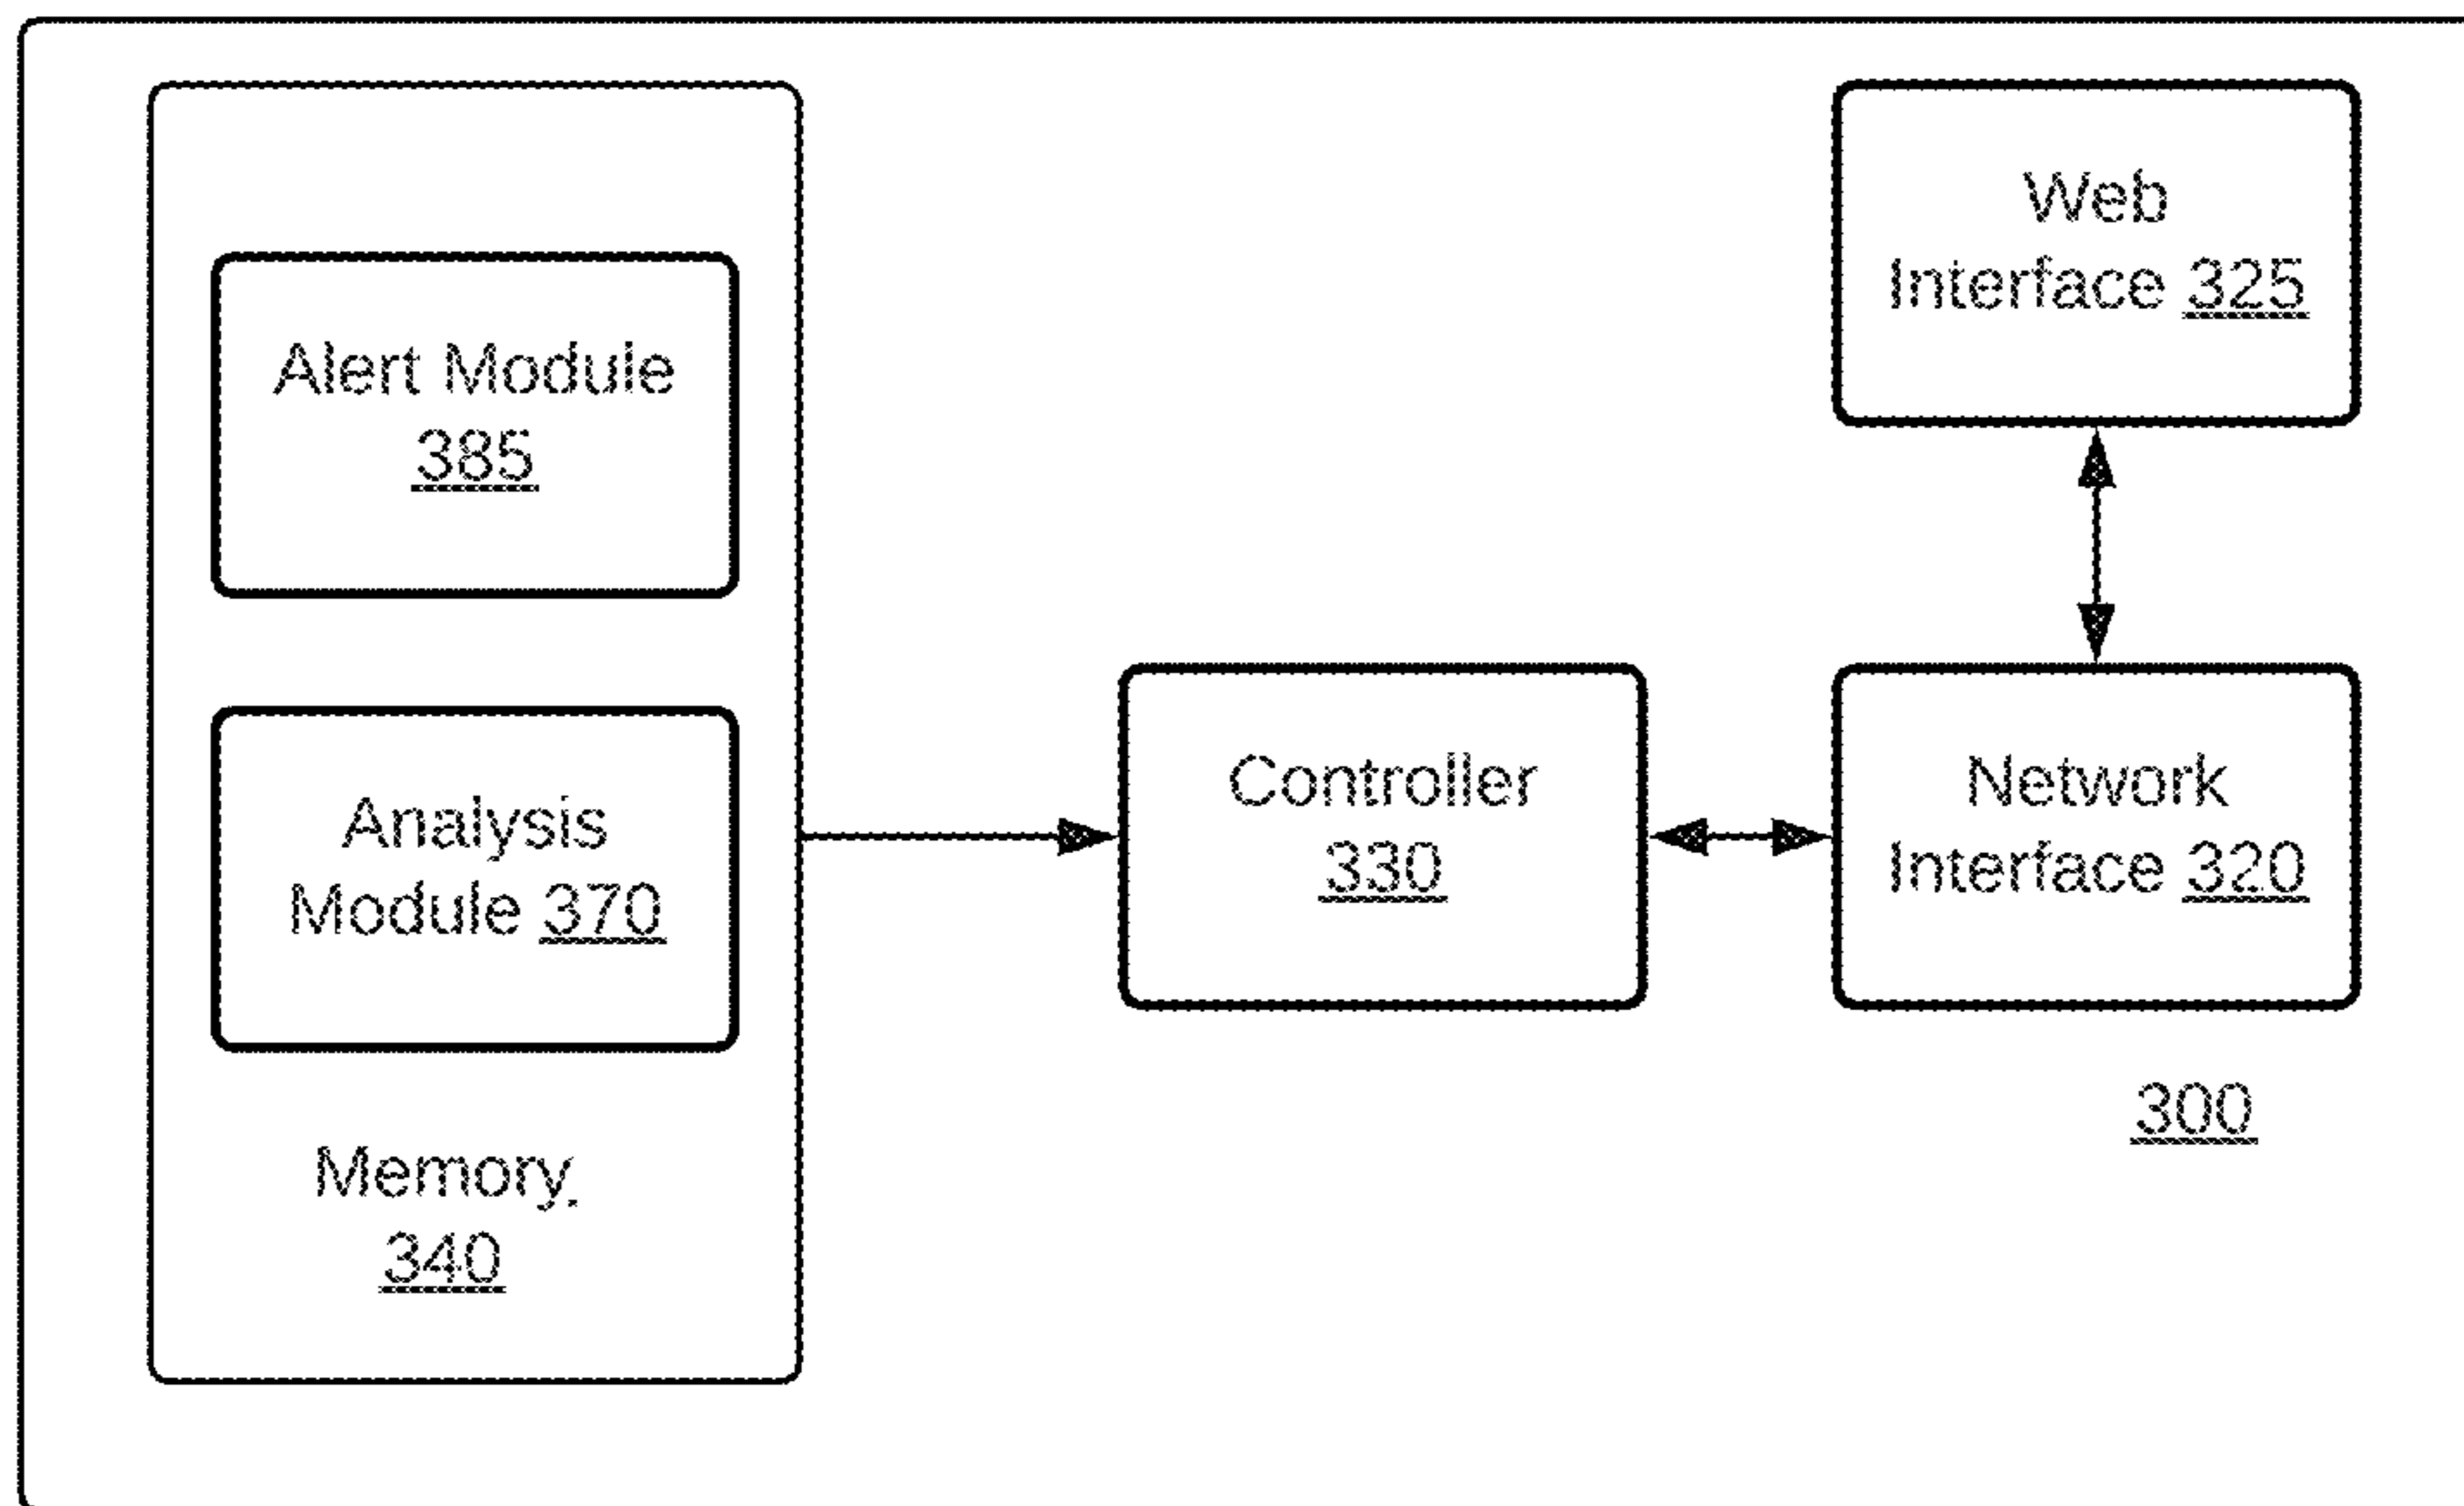 Alert Module
385
Analysis
Module 370
Memory.
340
Controller
330
Web
Interface 325
Network
Interface 320
300